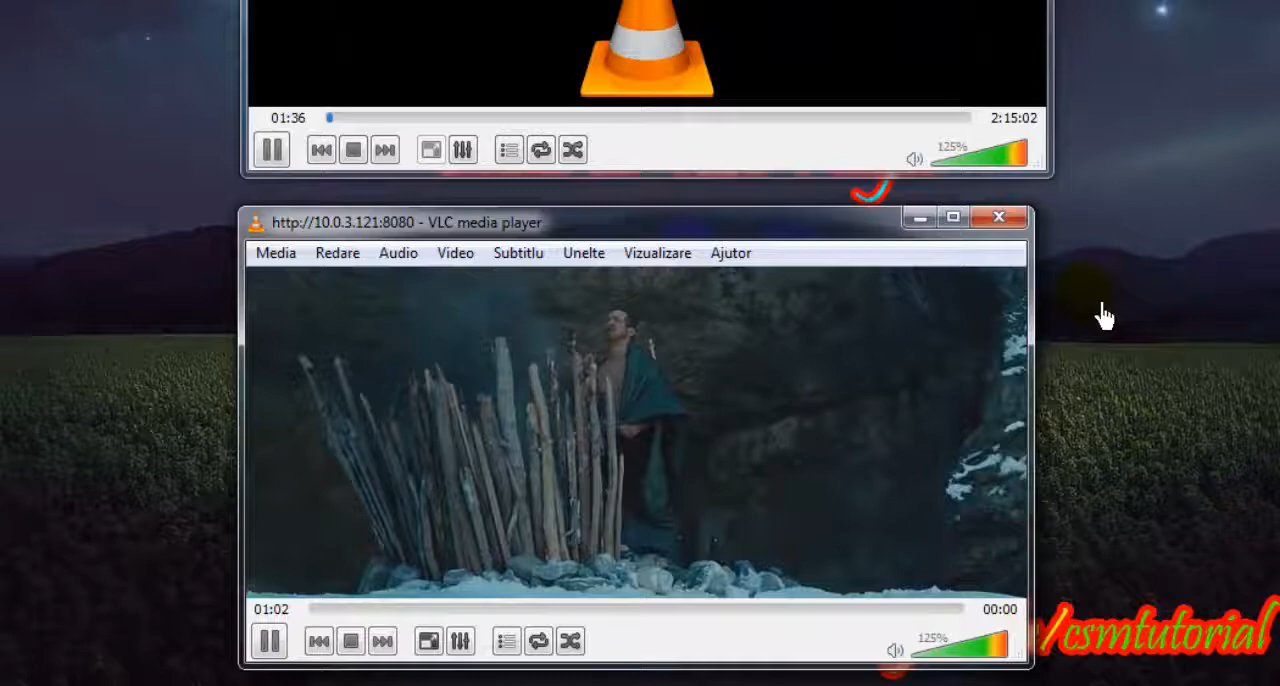 01:36
2:15:02
125%
http://10.0.3.121:8080 - VLC media player
Media Redare Audio Video Subtitlu Unelte Vizualizare Ajutor
01:02
00:00
125%
/csmtutorial